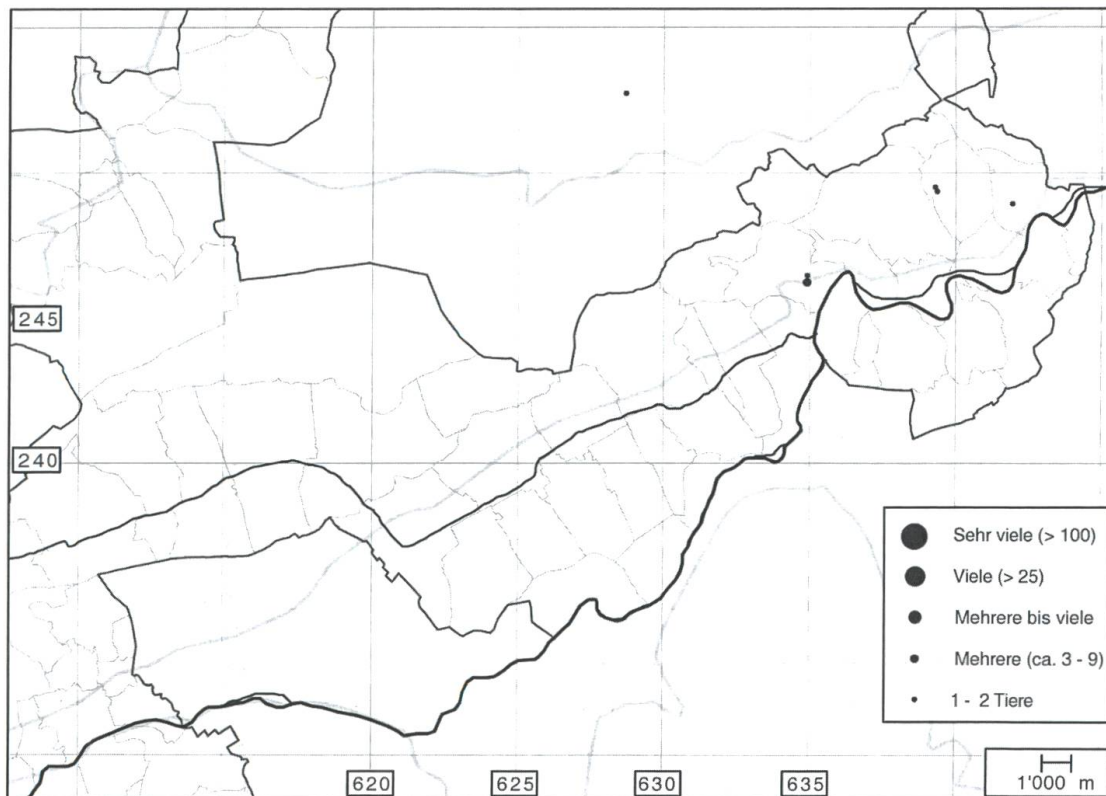 245
240
Sehr viele (> 100)
Viele (> 25)
Mehrere bis viele
Mehrere (ca. 3 - 9)
1 - 2 Tiere
620
625
630
635
1'000 m